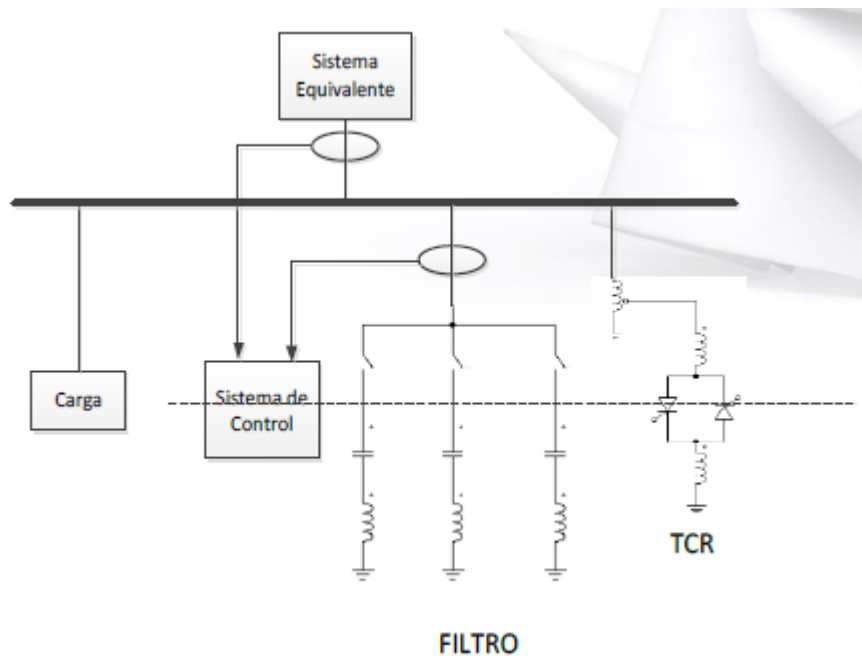 Sistema
Equivalente
Carga
Sistema de
Control
TCR
FILTRO